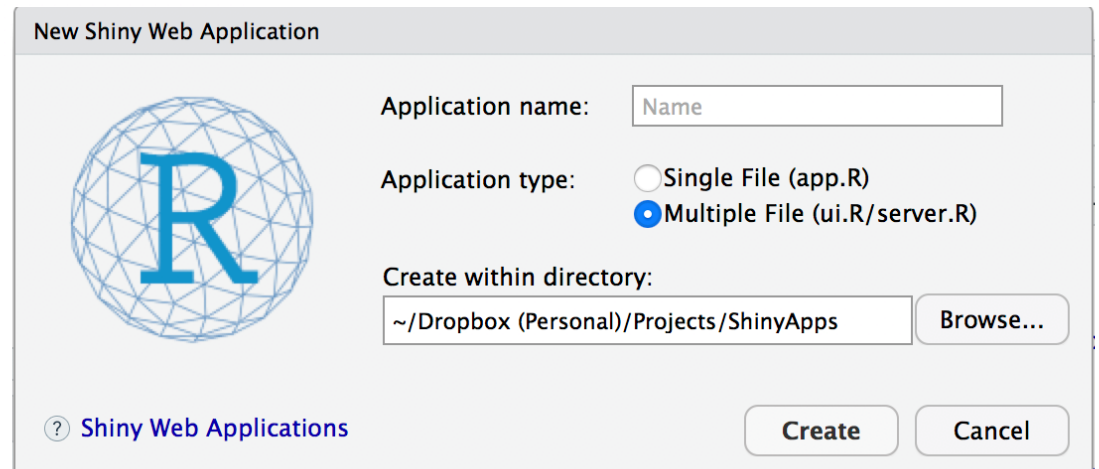 New Shiny Web Application
R
Application name: Name
Application type: Single File (app.R)
Multiple File (ui.R/server.R)
Create within directory:
~/Dropbox (Personal)/Projects/ShinyApps Browse...
? Shiny Web Applications Create Cancel